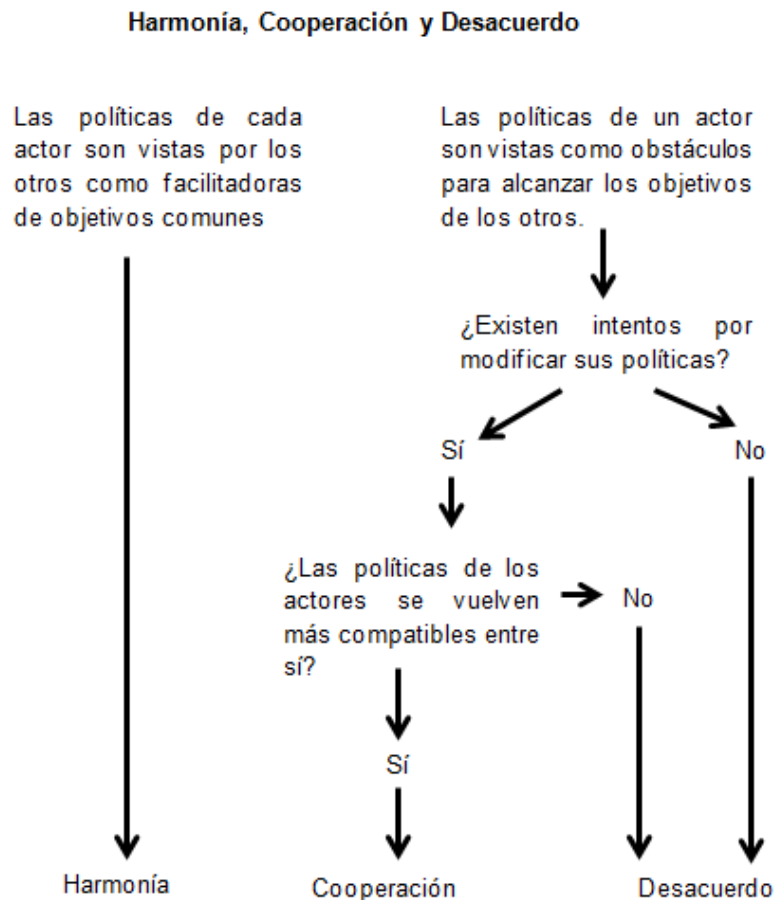 Harmonía, Cooperación y Desacuerdo
Las políticas de cada
actor son vistas por los
otros como facilitadoras
de objetivos comunes
Las políticas de un actor
son vistas como obstáculos
para alcanzar los objetivos
de los otros.
¿Existen intentos por
modificar sus políticas?
Sí
No
¿Las políticas de los
actores se vuelven
más compatibles entre
sí?
No
Sí
Harmonía
Cooperación
Desacuerdo